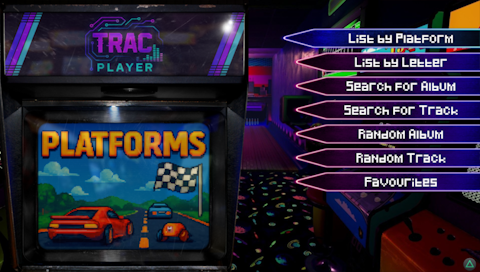 TRAC
PLAYER
PLATFORMS
List by Platform
List by Letter
Search for Album
Search for Track
Random Album
Random Track
Favourites